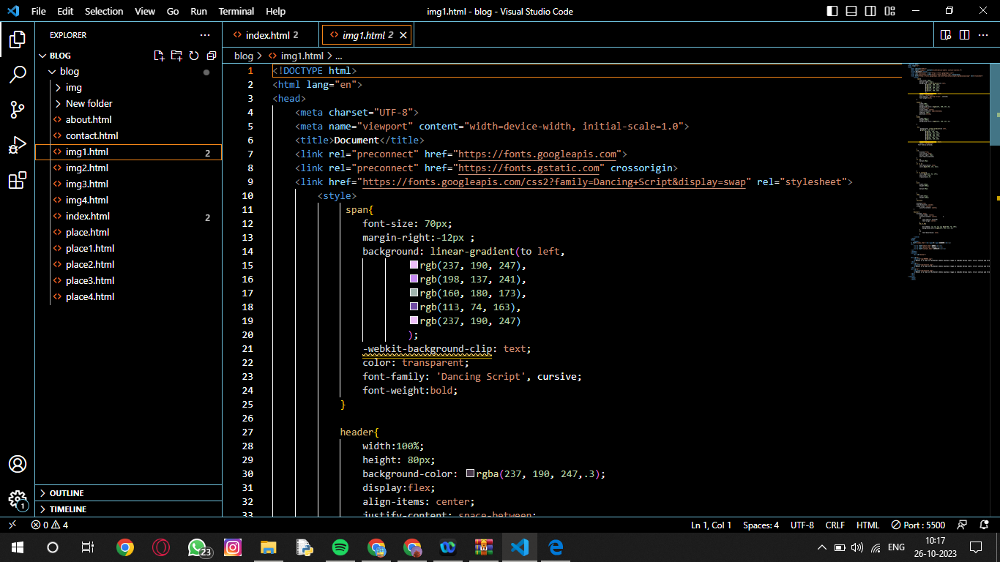 File Edit Selection View Go Run Terminal Help img1.html - blog - Visual Studio Code
EXPLORER
BLOG
blog
img
New folder
about.html
contact.html
img1.html 2
img2.html
img3.html
img4.html
index.html 2
place.html
place1.html
place2.html
place3.html
place4.html
OUTLINE
TIMELINE
index.html 2 img1.html 2
blog > img1.html > ...
1 <!DOCTYPE html>
2 <html lang="en">
3 <head>
4 <meta charset="UTF-8">
5 <meta name="viewport" content="width=device-width, initial-scale=1.0">
6 <title>Document</title>
7 <link rel="preconnect" href="https://fonts.googleapis.com">
8 <link rel="preconnect" href="https://fonts.gstatic.com" crossorigin>
9 <link href="https://fonts.googleapis.com/css2?family=Dancing+Script&display=swap" rel="stylesheet">
10 <style>
11 span{
12 font-size: 70px;
13 margin-right:-12px ;
14 background: linear-gradient(to left,
15 rgb(237, 190, 247),
16 rgb(198, 137, 241),
17 rgb(160, 180, 173),
18 rgb(113, 74, 163),
19 rgb(237, 190, 247)
20 );
21 -webkit-background-clip: text;
22 color: transparent;
23 font-family: 'Dancing Script', cursive;
24 font-weight:bold;
25 }
26
27 header{
28 width:100%;
29 height: 80px;
30 background-color: rgba(237, 190, 247,.3);
31 display:flex;
32 align-items: center;
33 justify-content: space-between;
1
0 4 Ln 1, Col 1 Spaces: 4 UTF-8 CRLF HTML Port : 5500
23
ENG
10:17
26-10-2023